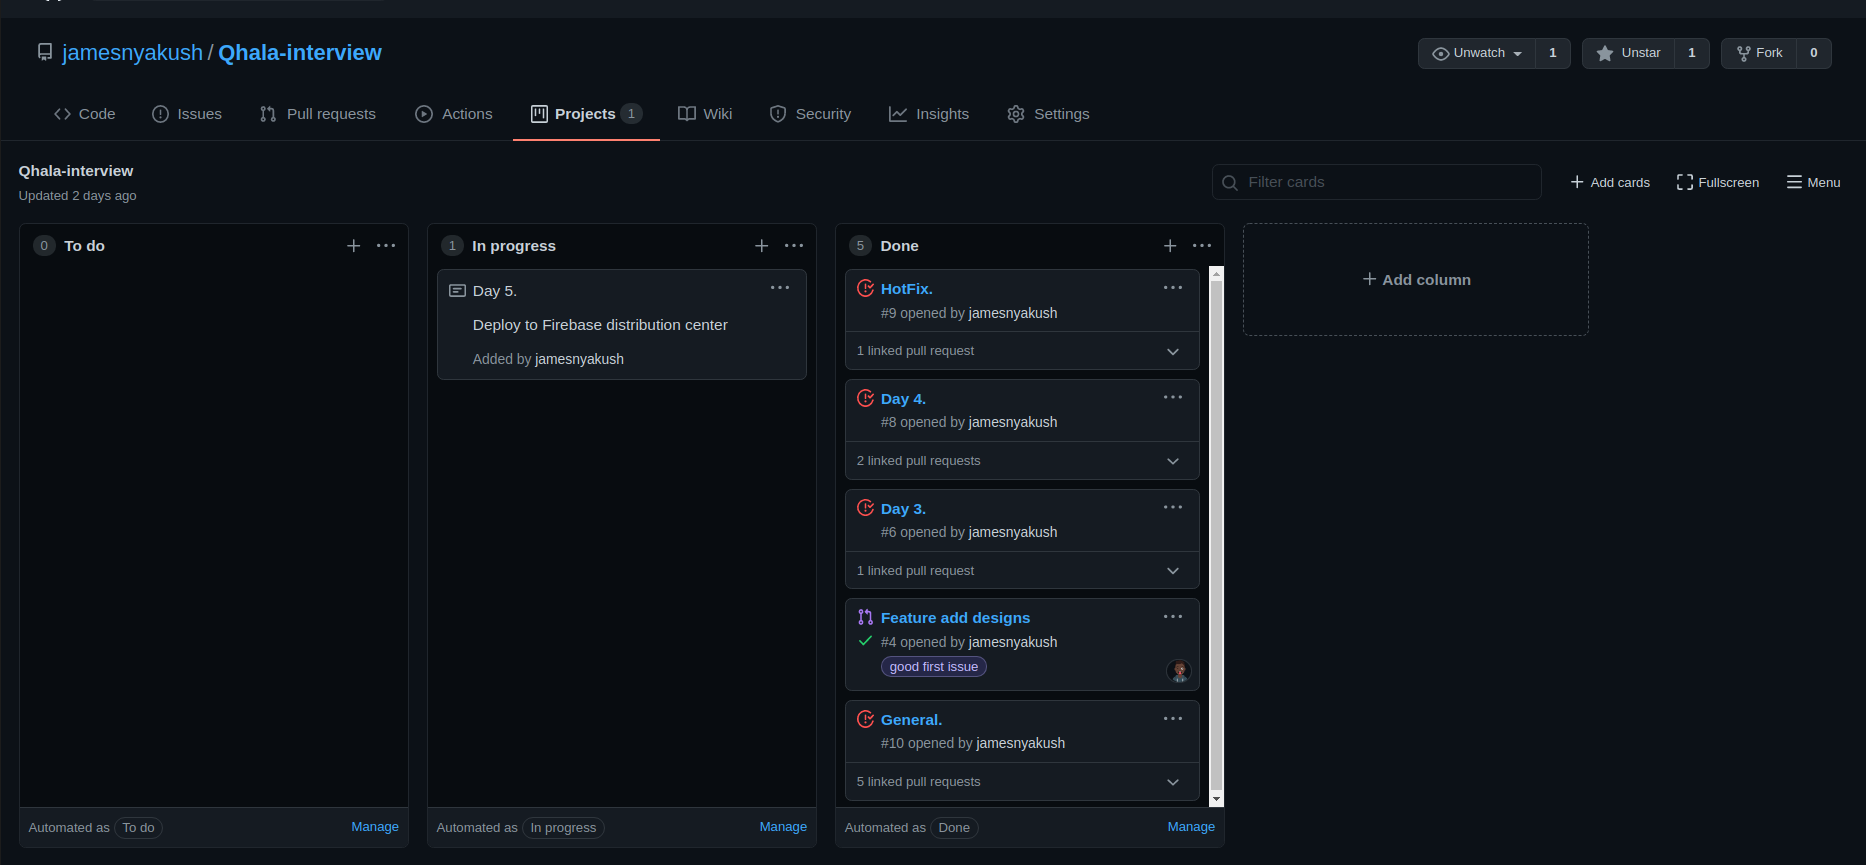 jamesnyakush / Qhala-interview
Unwatch 1 Unstar 1 Fork 0
Code Issues Pull requests Actions Projects 1 Wiki Security Insights Settings
Qhala-interview
Updated 2 days ago
Filter cards Add cards Fullscreen Menu
0 To do
Automated as To do Manage
1 In progress
Day 5.
Deploy to Firebase distribution center
Added by jamesnyakush
Automated as In progress Manage
5 Done
HotFix.
#9 opened by jamesnyakush
1 linked pull request
Day 4.
#8 opened by jamesnyakush
2 linked pull requests
Day 3.
#6 opened by jamesnyakush
1 linked pull request
Feature add designs
#4 opened by jamesnyakush
good first issue
General.
#10 opened by jamesnyakush
5 linked pull requests
Automated as Done Manage
Add column